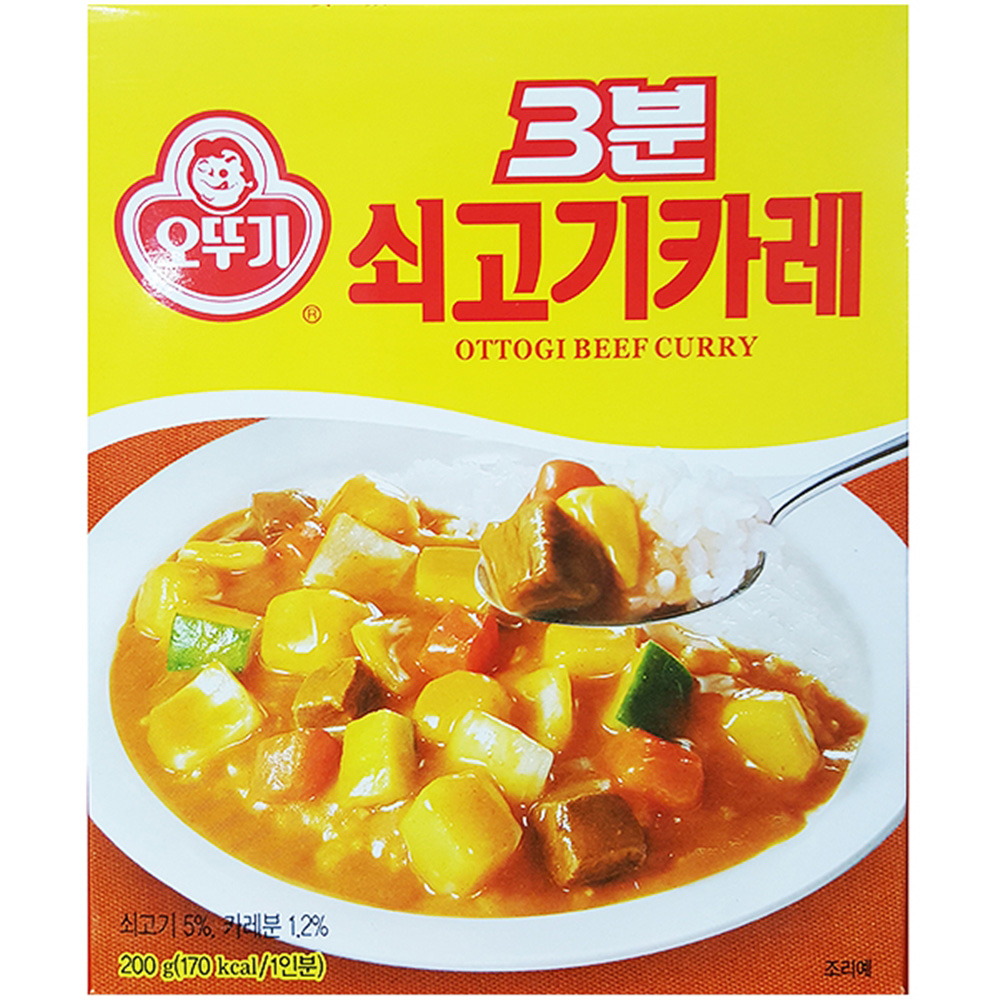 오뚜기
®
3분
쇠고기카레
OTTOGI BEEF CURRY
쇠고기 5%, 카레분 1.2%
200 g(170 kcal/1인분)
조리예